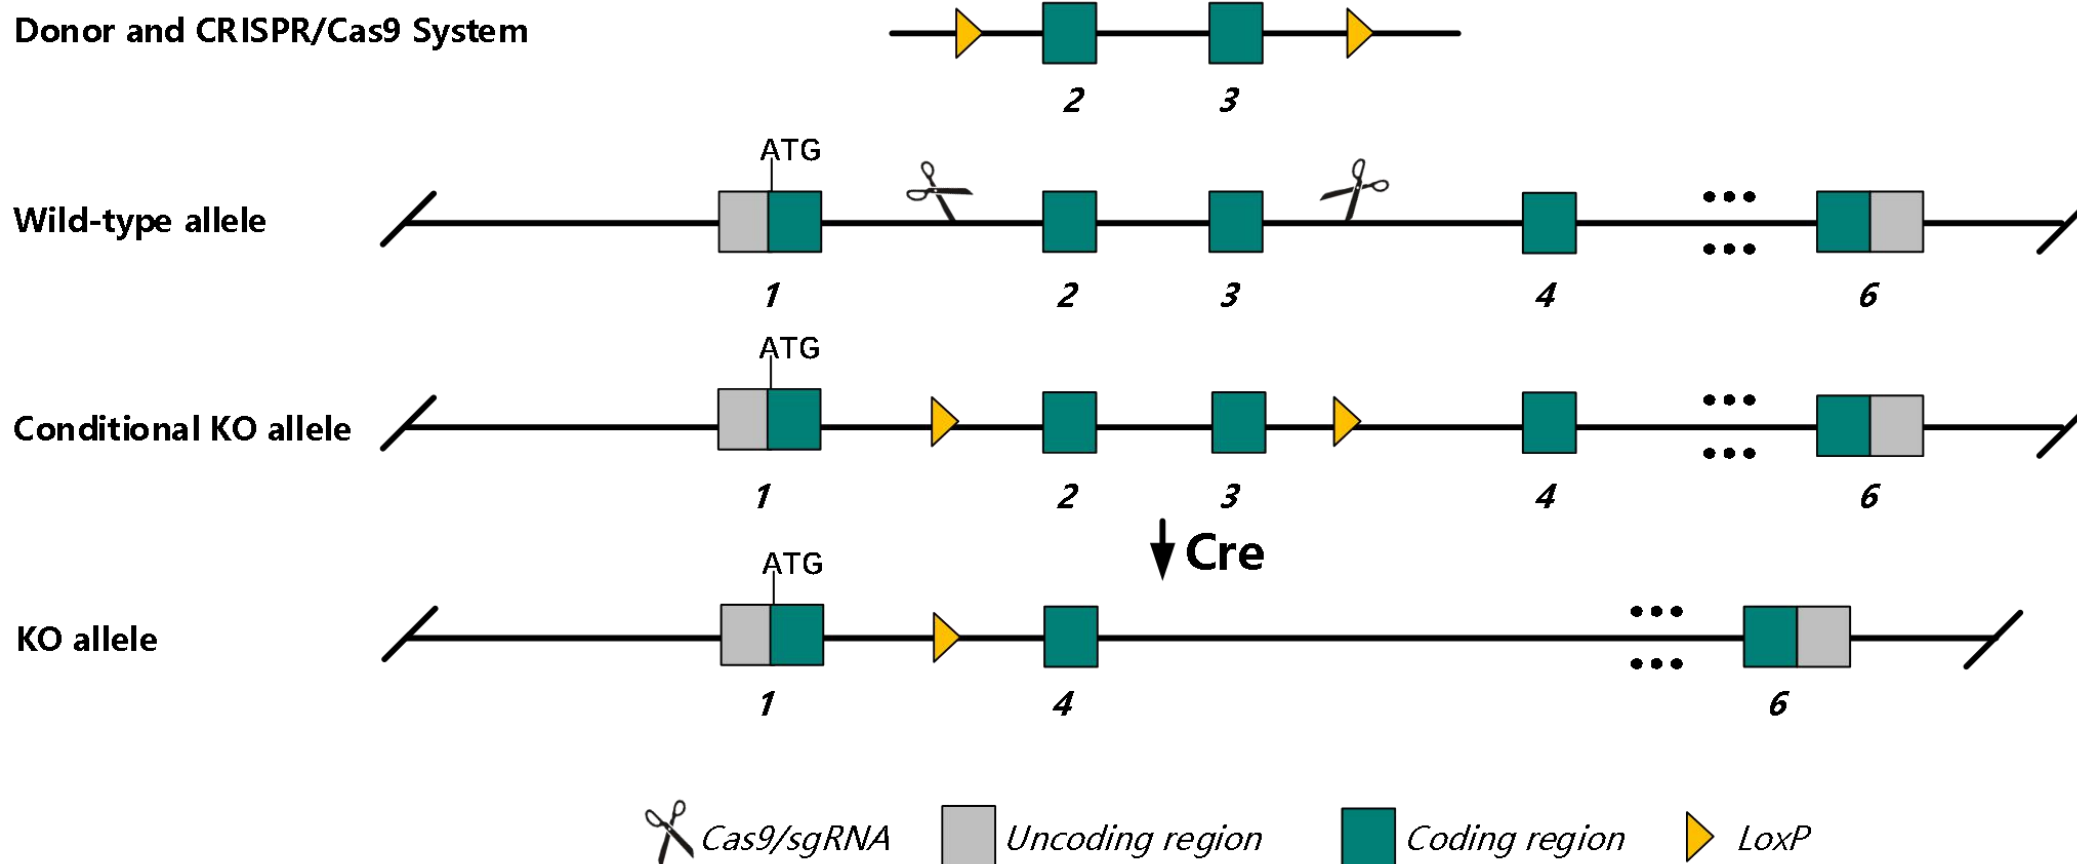 Donor and CRISPR/Cas9 System
2 3
ATG
Wild-type allele
1 2 3 4 6
ATG
Conditional KO allele
1 2 3 4 6
Cre
ATG
KO allele
1 4 6
Cas9/sgRNA Uncoding region Coding region LoxP